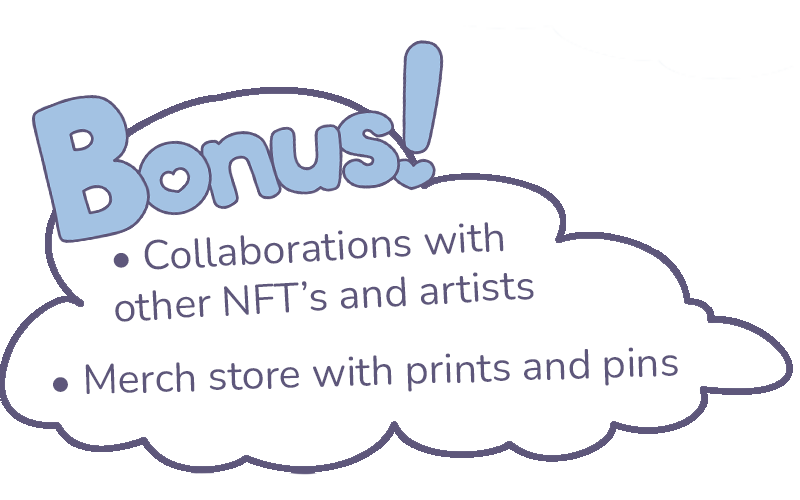 Bonus!
• Collaborations with
other NFT’s and artists
• Merch store with prints and pins